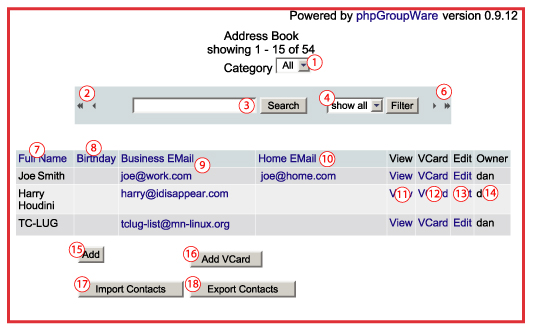 Powered by phpGroupWare version 0.9.12
Address Book
showing 1 - 15 of 54
Category All 1
2 3 Search 4 show all Filter 6
7 8
Full Name Birthday Business EMail 9 Home EMail 10 View VCard Edit Owner
Joe Smith joe@work.com joe@home.com View VCard Edit dan
Harry Houdini harry@idisappear.com 11 12 13 14
TC-LUG tclug-list@mn-linux.org View VCard Edit dan
15 Add 16 Add VCard
17 Import Contacts 18 Export Contacts